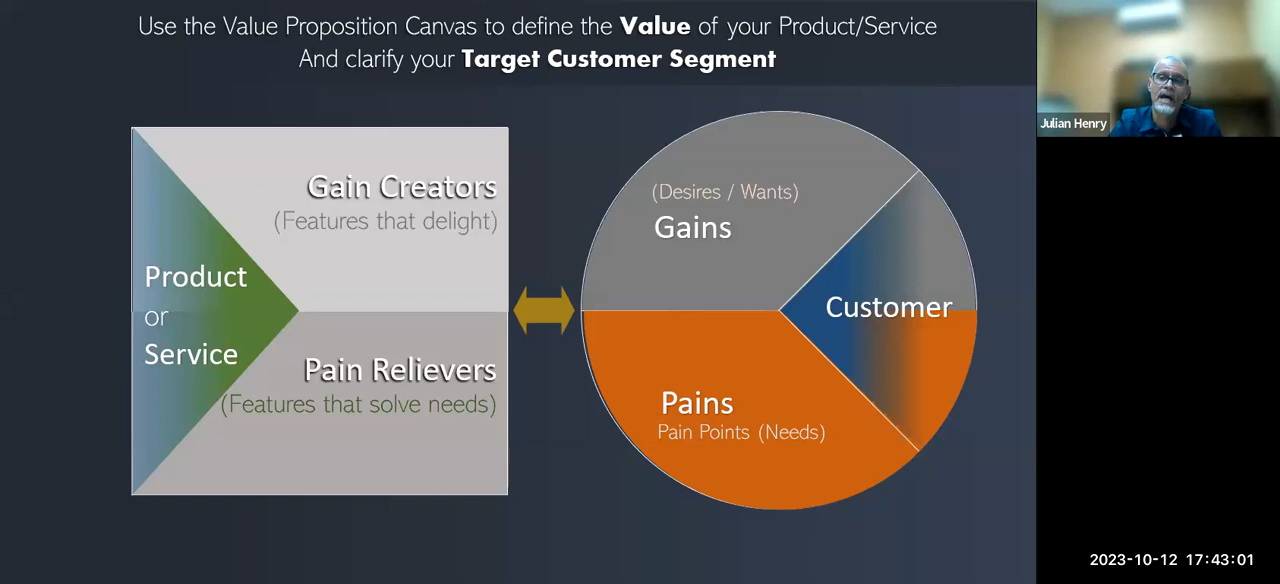 Use the Value Proposition Canvas to define the Value of your Product/Service
And clarify your Target Customer Segment
Gain Creators
(Features that delight)
Product
or
Service
Pain Relievers
(Features that solve needs)
(Desires / Wants)
Gains
Customer
Pains
Pain Points (Needs)
Julian Henry
2023-10-12 17:43:01